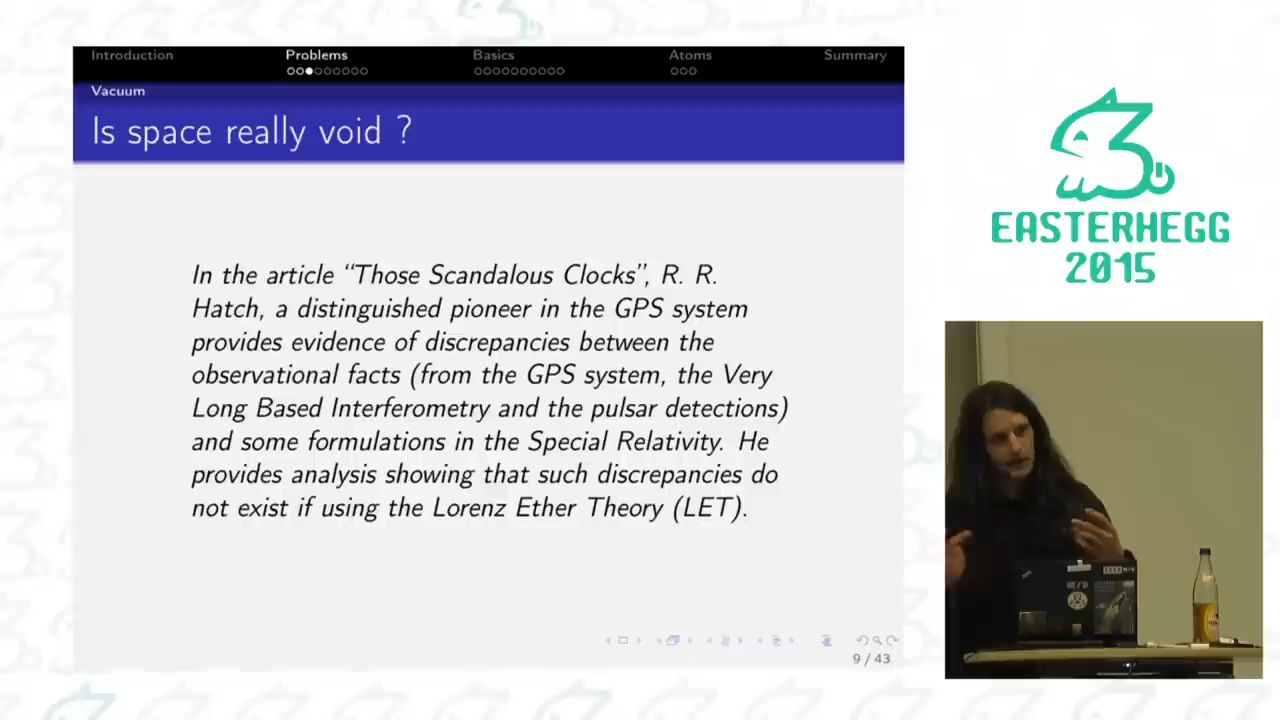 Introduction
Problems
Basics
Atoms
Summary
Vacuum
Is space really void ?
In the article “Those Scandalous Clocks”, R. R.
Hatch, a distinguished pioneer in the GPS system
provides evidence of discrepancies between the
observational facts (from the GPS system, the Very
Long Based Interferometry and the pulsar detections)
and some formulations in the Special Relativity. He
provides analysis showing that such discrepancies do
not exist if using the Lorenz Ether Theory (LET).
9 / 43
EASTERHEGG
2015